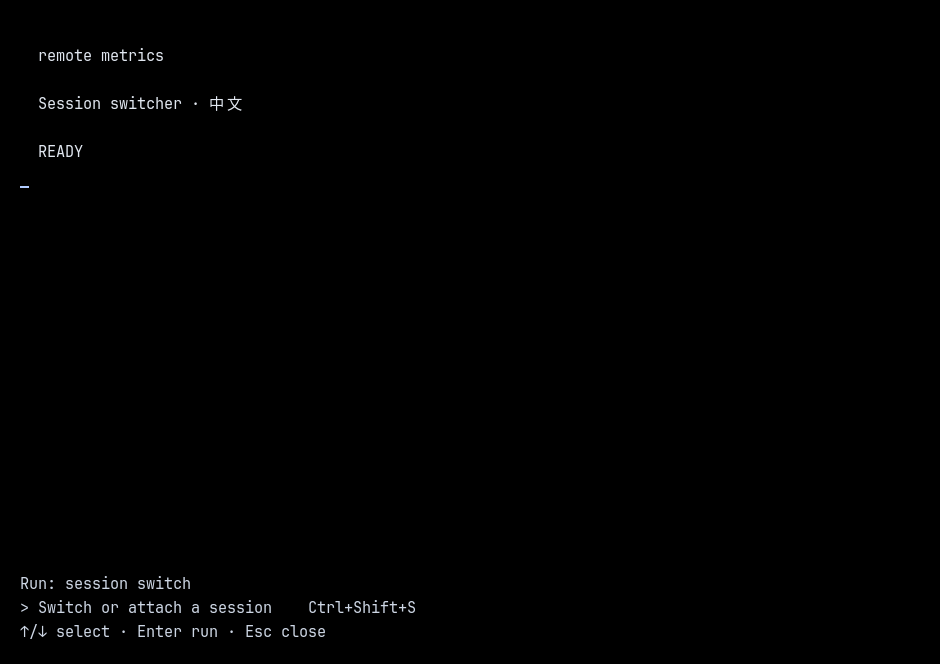 remote metrics
Session switcher · 中文
READY
Run: session switch
> Switch or attach a session    Ctrl+Shift+S
↑/↓ select · Enter run · Esc close